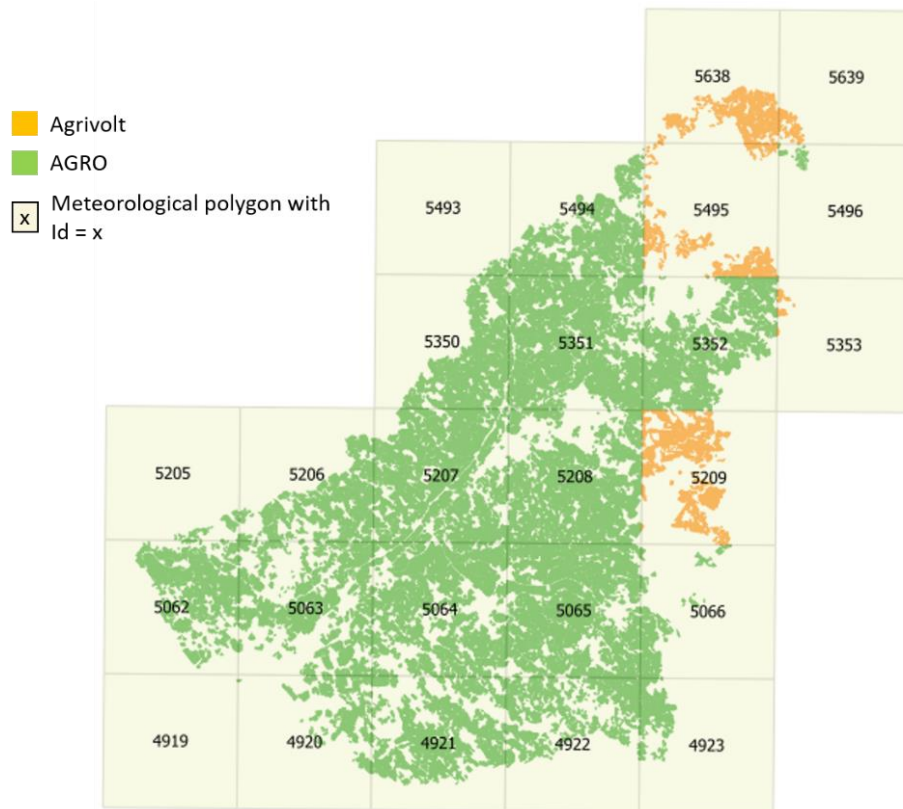 5638 5639
Agrivolt
AGRO
x Meteorological polygon with
Id = x
5493 5494 5495 5496
5350 5351 5352 5353
5205 5206 5207 5208 5209
5062 5063 5064 5065 5066
4919 4920 4921 4922 4923